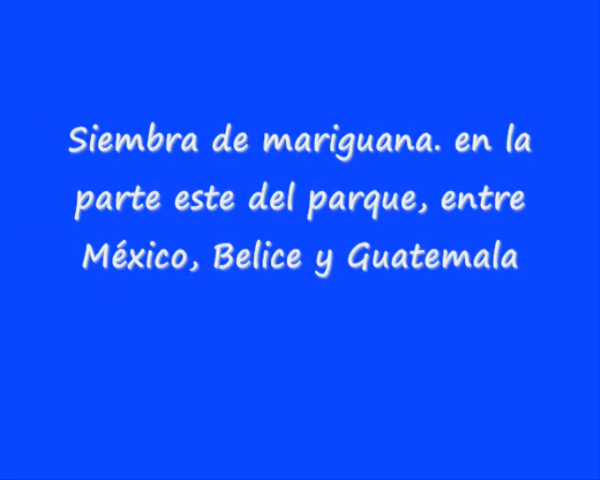 Siembra de mariguana. en la
parte este del parque, entre
México, Belice y Guatemala